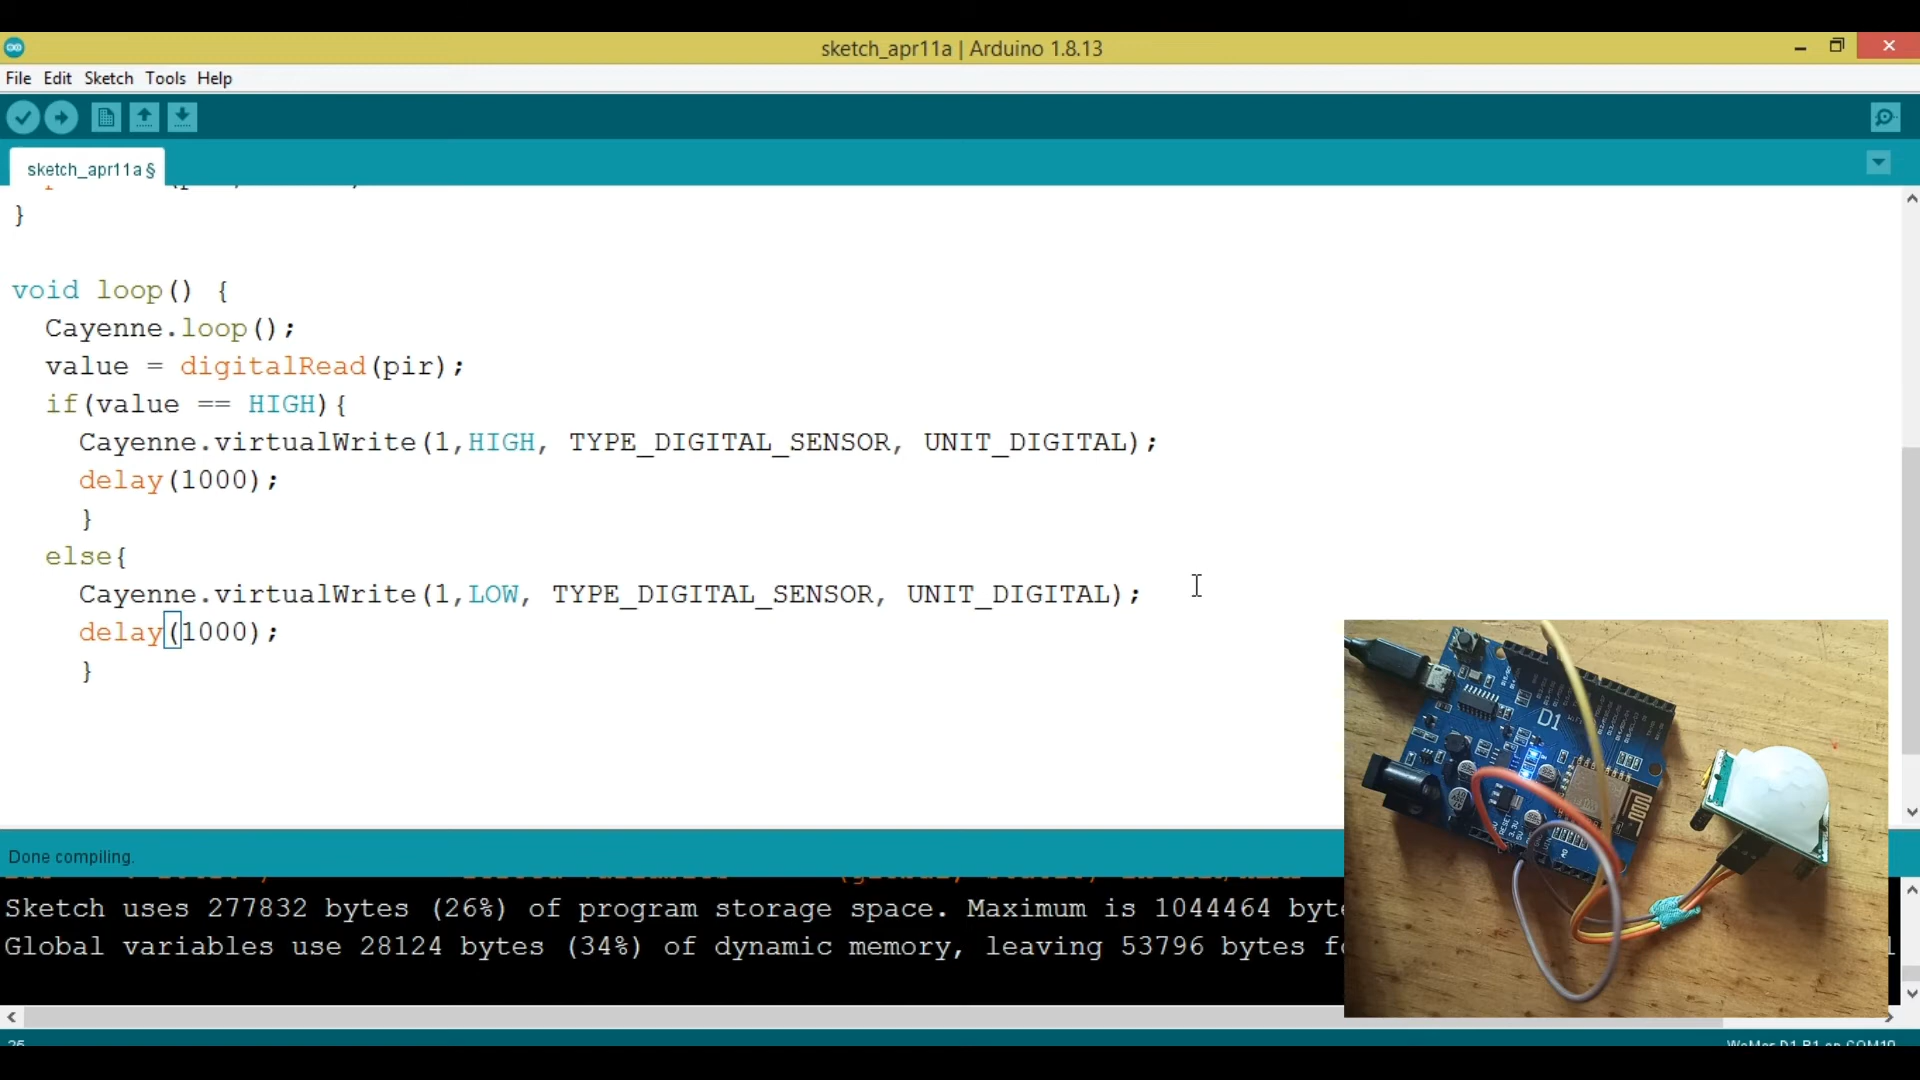 sketch_apr11a | Arduino 1.8.13
File Edit Sketch Tools Help
sketch_apr11a §
}
void loop() {
Cayenne.loop();
value = digitalRead(pir);
if(value == HIGH){
Cayenne.virtualWrite(1,HIGH, TYPE_DIGITAL_SENSOR, UNIT_DIGITAL);
delay(1000);
}
else{
Cayenne.virtualWrite(1,LOW, TYPE_DIGITAL_SENSOR, UNIT_DIGITAL);
delay(1000);
}
D1
Done compiling.
Sketch uses 277832 bytes (26%) of program storage space. Maximum is 1044464
Global variables use 28124 bytes (34%) of dynamic memory, leaving 53796 bytes